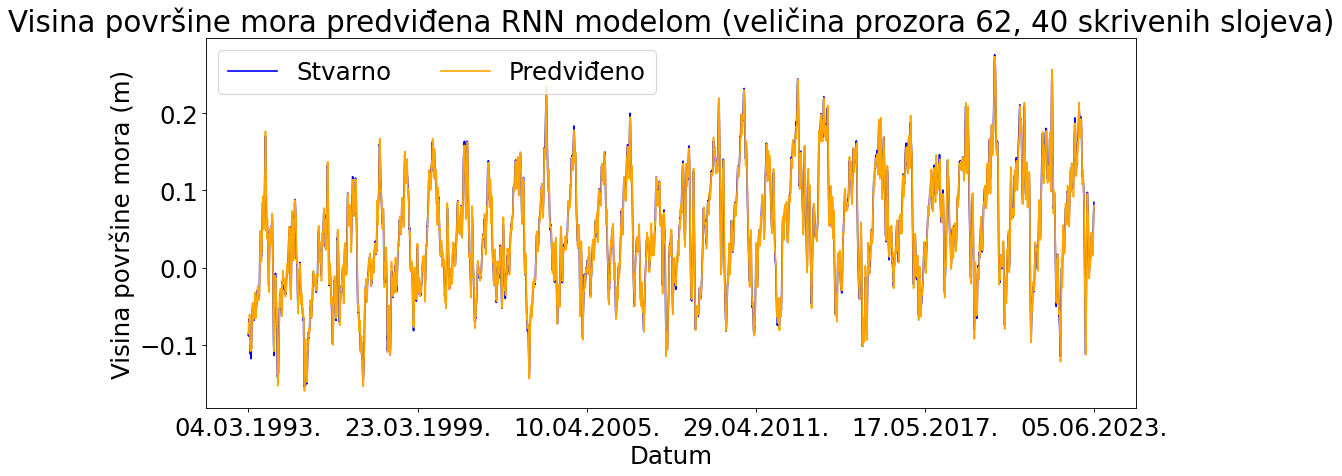 Visina površine mora predviđena RNN modelom (veličina prozora 62, 40 skrivenih slojeva)
Stvarno
Predviđeno
Visina površine mora (m)
0.2
0.1
0.0
−0.1
04.03.1993.
23.03.1999.
10.04.2005.
29.04.2011.
17.05.2017.
05.06.2023.
Datum